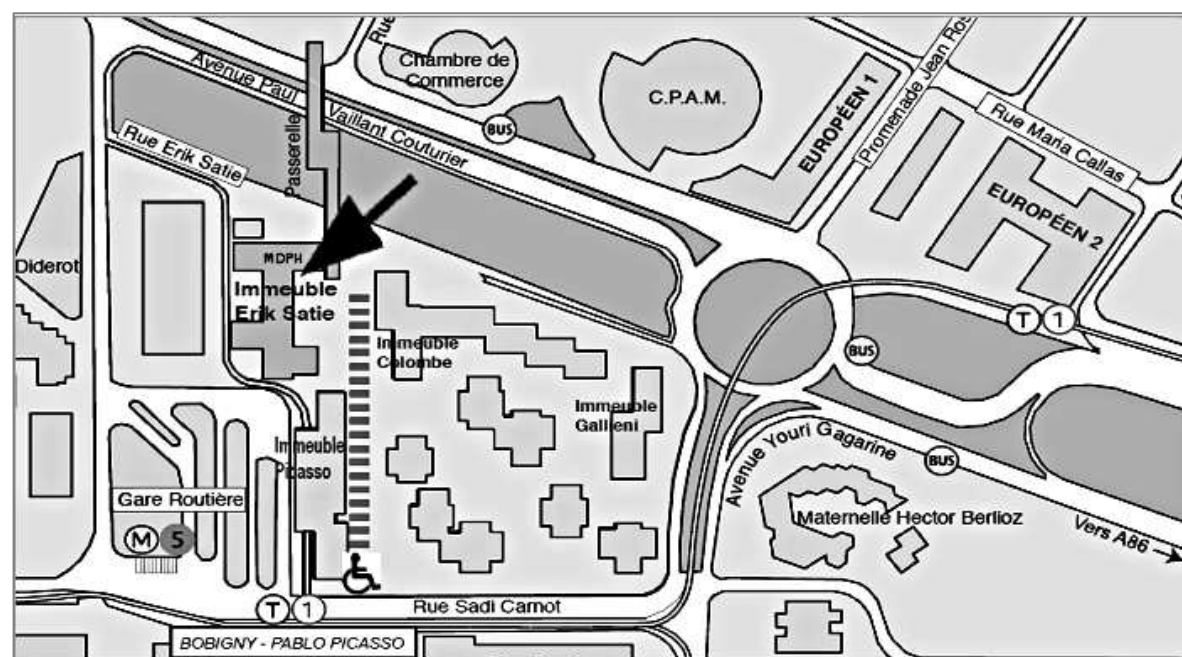 Rue
Avenue Paul
Vaillant Couturier
Chambre de
Commerce
C.P.A.M.
EUROPÉEN 1
Promenade Jean Ros
Rue Maria Callas
EUROPÉEN 2
BUS
Rue Erik Satie
Passerelle
Diderot
MDPH
Immeuble
Erik Satie
Immeuble
Colombe
T 1
BUS
Immeuble
Gallieni
Immeuble
Picasso
Avenue Youri Gagarine
BUS
Gare Routière
M 5
Maternelle Hector Berlioz
Vers A86
T 1
Rue Sadi Carnot
BOBIGNY - PABLO PICASSO